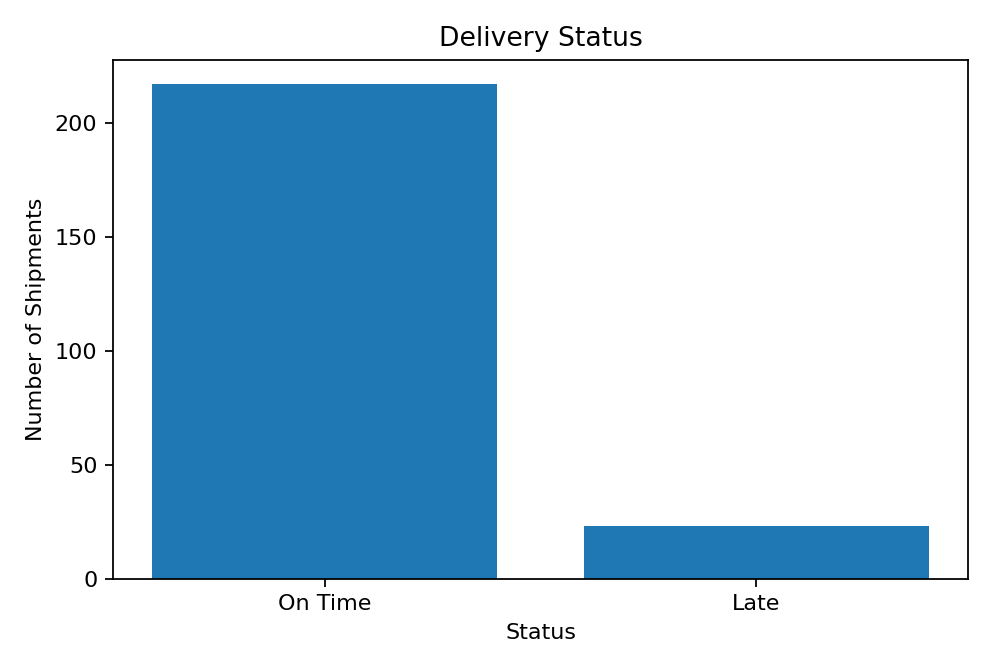 Delivery Status
Number of Shipments
200
150
100
50
0
On Time
Late
Status